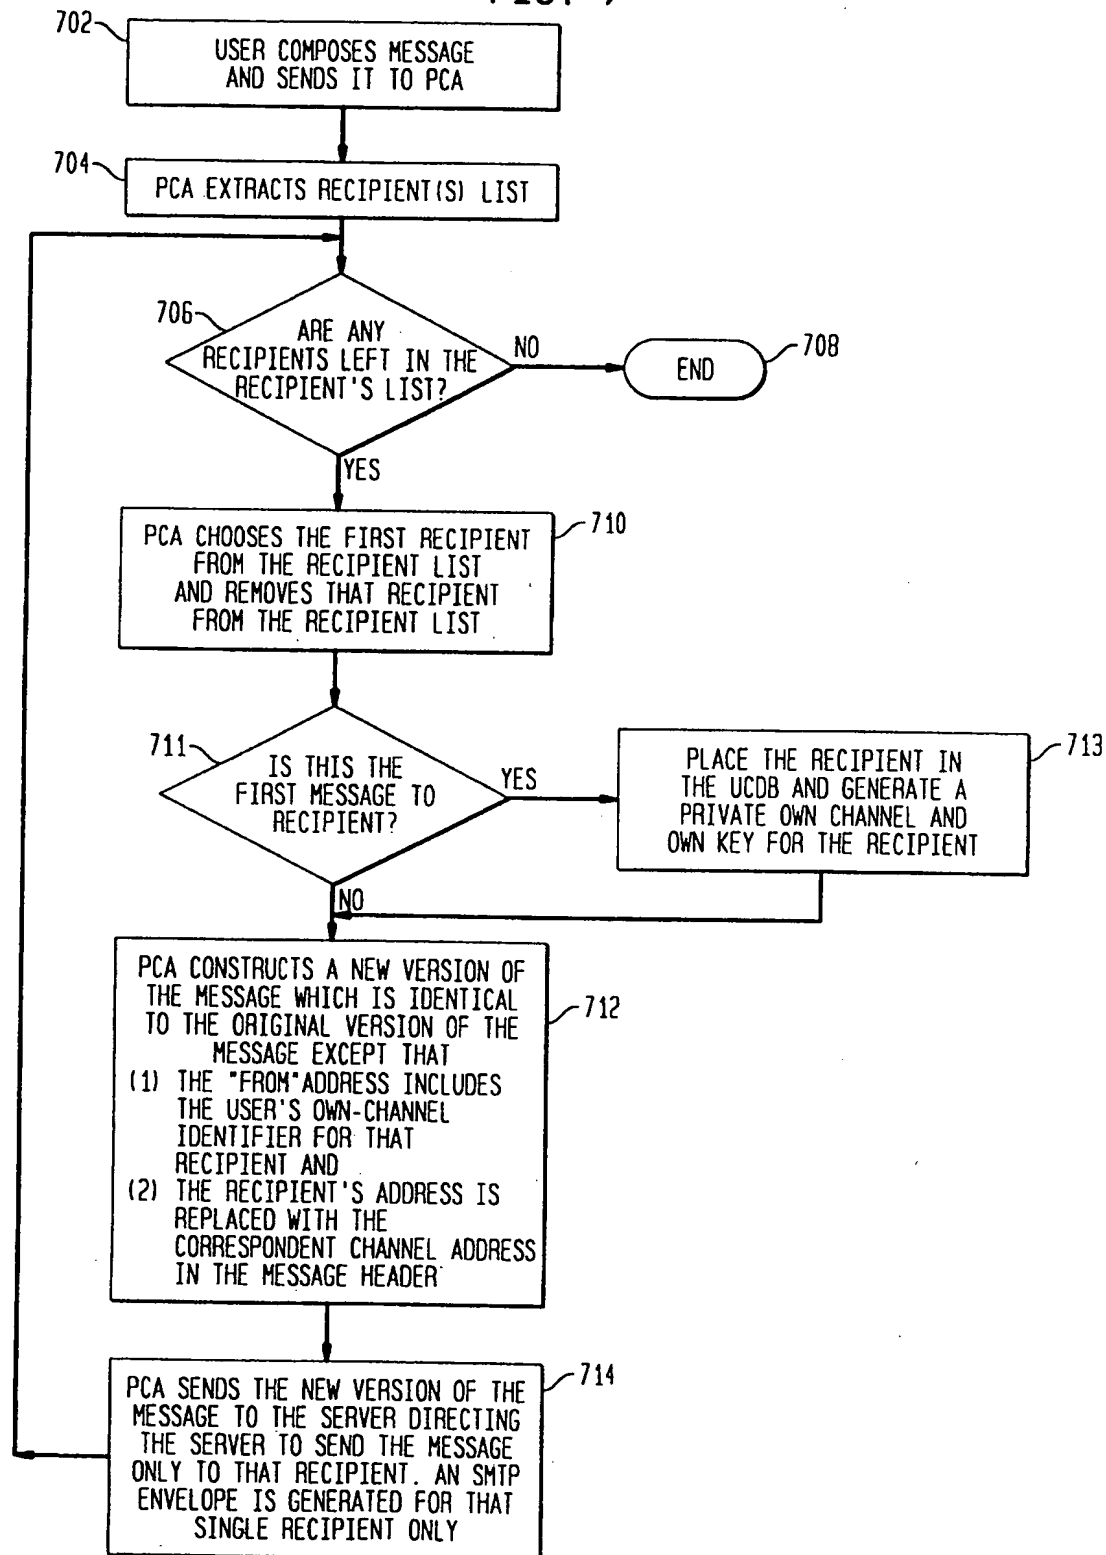 702
USER COMPOSES MESSAGE
AND SENDS IT TO PCA
704
PCA EXTRACTS RECIPIENT(S) LIST
706
ARE ANY
RECIPIENTS LEFT IN THE
RECIPIENT'S LIST?
NO
END
708
YES
PCA CHOOSES THE FIRST RECIPIENT
FROM THE RECIPIENT LIST
AND REMOVES THAT RECIPIENT
FROM THE RECIPIENT LIST
710
711
IS THIS THE
FIRST MESSAGE TO
RECIPIENT?
YES
PLACE THE RECIPIENT IN
THE UCDB AND GENERATE A
PRIVATE OWN CHANNEL AND
OWN KEY FOR THE RECIPIENT
713
NO
PCA CONSTRUCTS A NEW VERSION OF
THE MESSAGE WHICH IS IDENTICAL
TO THE ORIGINAL VERSION OF THE
MESSAGE EXCEPT THAT
(1) THE "FROM"ADDRESS INCLUDES
THE USER'S OWN-CHANNEL
IDENTIFIER FOR THAT
RECIPIENT AND
(2) THE RECIPIENT'S ADDRESS IS
REPLACED WITH THE
CORRESPONDENT CHANNEL ADDRESS
IN THE MESSAGE HEADER
712
PCA SENDS THE NEW VERSION OF THE
MESSAGE TO THE SERVER DIRECTING
THE SERVER TO SEND THE MESSAGE
ONLY TO THAT RECIPIENT. AN SMTP
ENVELOPE IS GENERATED FOR THAT
SINGLE RECIPIENT ONLY
714